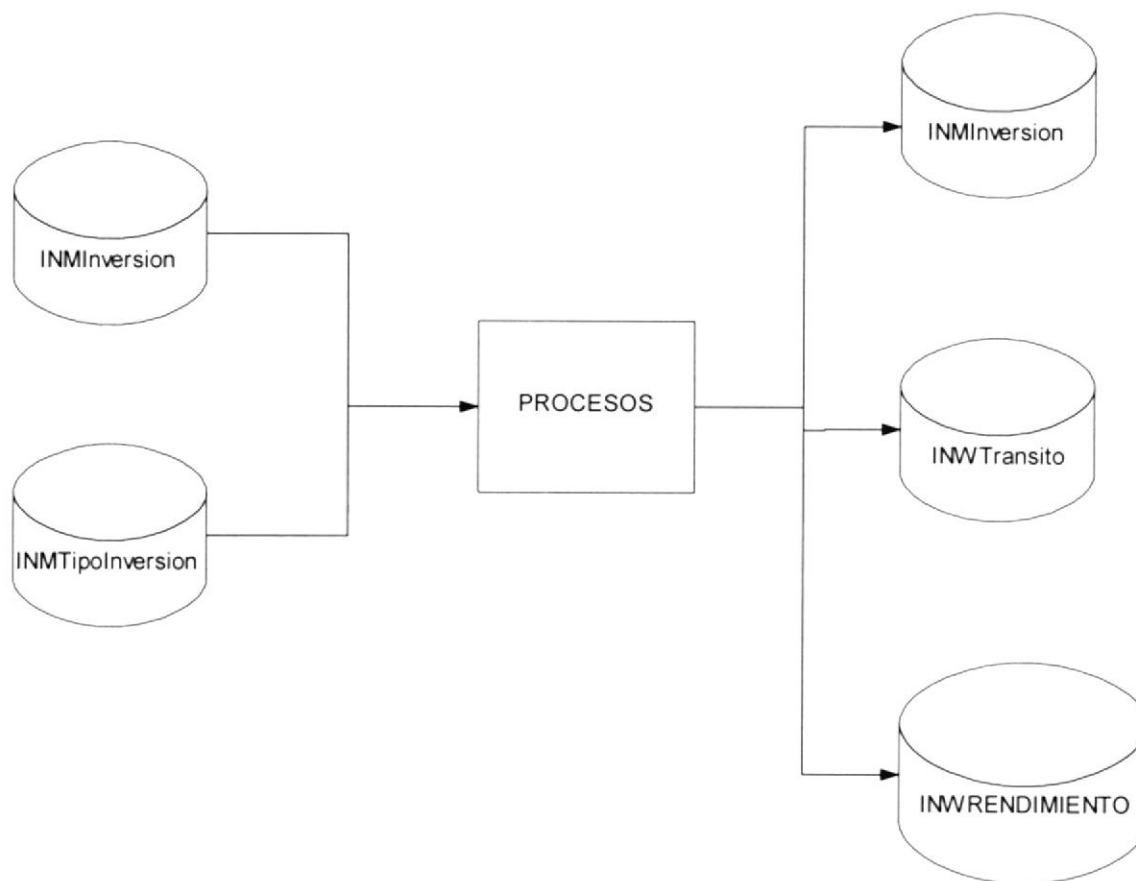 INMInversion
INMInversion
PROCESOS
INWTransito
INMTipoInversion
INWRENDIMIENTO